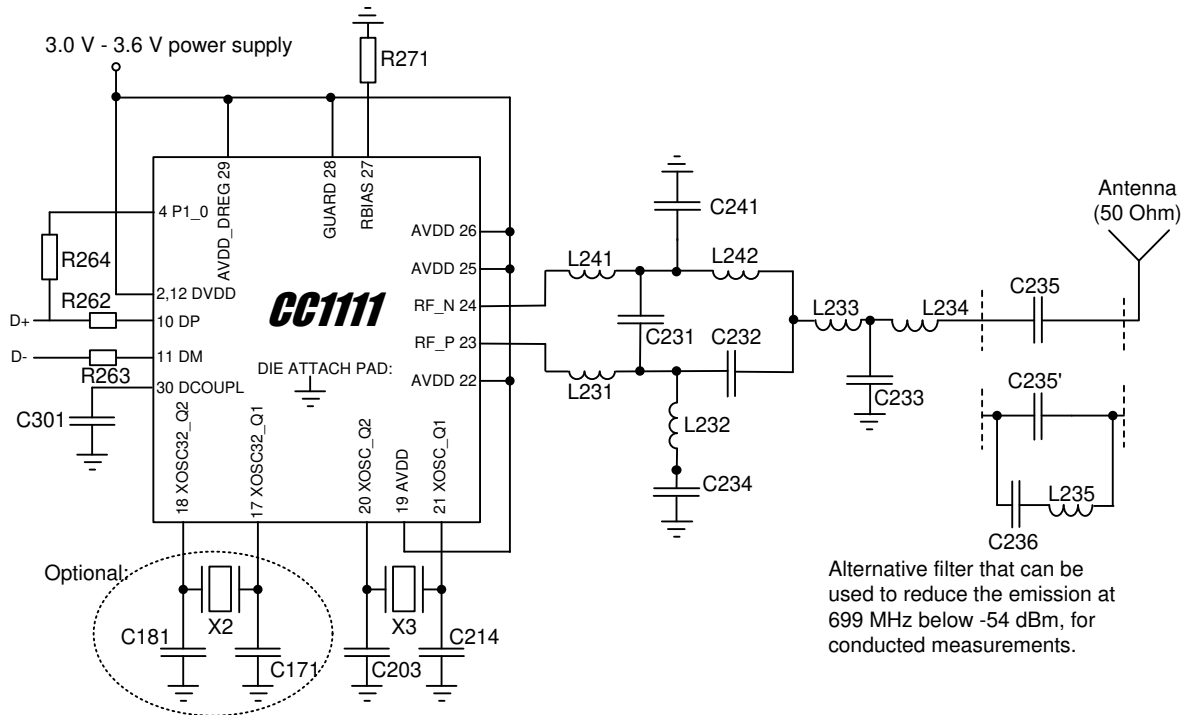 3.0 V - 3.6 V power supply
R271
AVDD_DREG 29
GUARD 28
RBIAS 27
4 P1_0
R264
R262
2,12 DVDD
D+
10 DP
D-
11 DM
R263
30 DCOUPL
C301
CC1111
DIE ATTACH PAD:
AVDD 26
AVDD 25
RF_N 24
RF_P 23
AVDD 22
18 XOSC32_Q2
17 XOSC32_Q1
20 XOSC_Q2
19 AVDD
21 XOSC_Q1
Optional:
X2
X3
C181
C171
C203
C214
C241
L241
L242
C231
C232
L231
L232
C234
L233
L234
C233
Antenna
(50 Ohm)
C235
C235'
L235
C236
Alternative filter that can be
used to reduce the emission at
699 MHz below -54 dBm, for
conducted measurements.